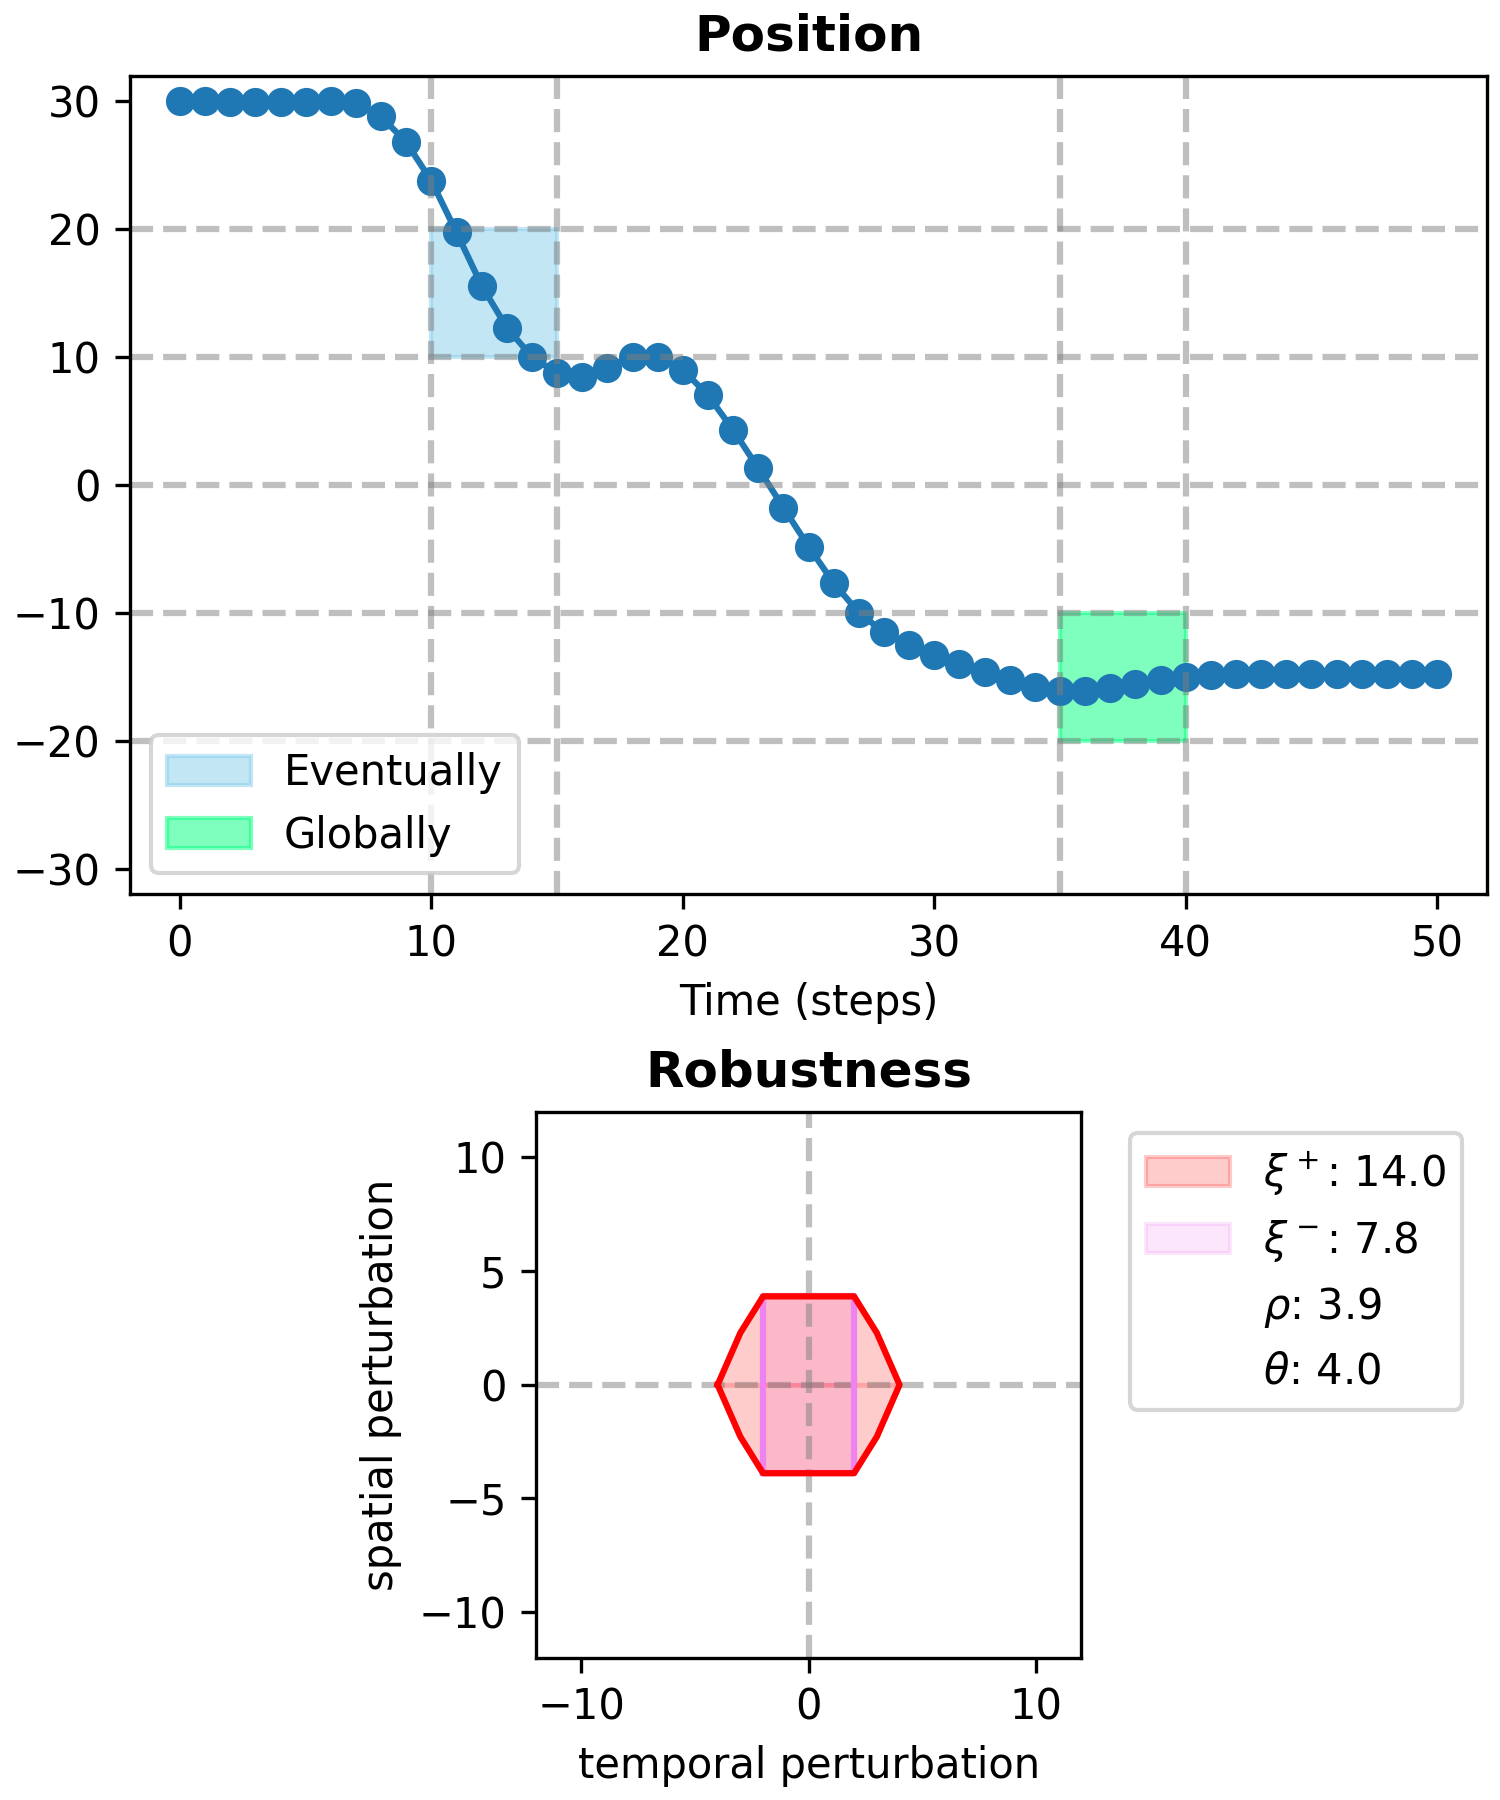 Position
30
20
10
0
−10
−20
−30
Eventually
Globally
0 10 20 30 40 50
Time (steps)
Robustness
10
5
0
−5
−10
spatial perturbation
ξ⁺: 14.0
ξ⁻: 7.8
ρ: 3.9
θ: 4.0
−10 0 10
temporal perturbation